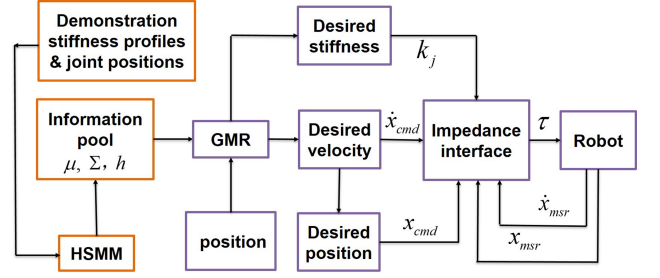 Demonstration
stiffness profiles
& joint positions
Desired
stiffness
k_j
Information
pool
μ, Σ, h
GMR
Desired
velocity
ẋ_cmd
Impedance
interface
τ
Robot
HSMM
position
Desired
position
x_cmd
ẋ_msr
x_msr